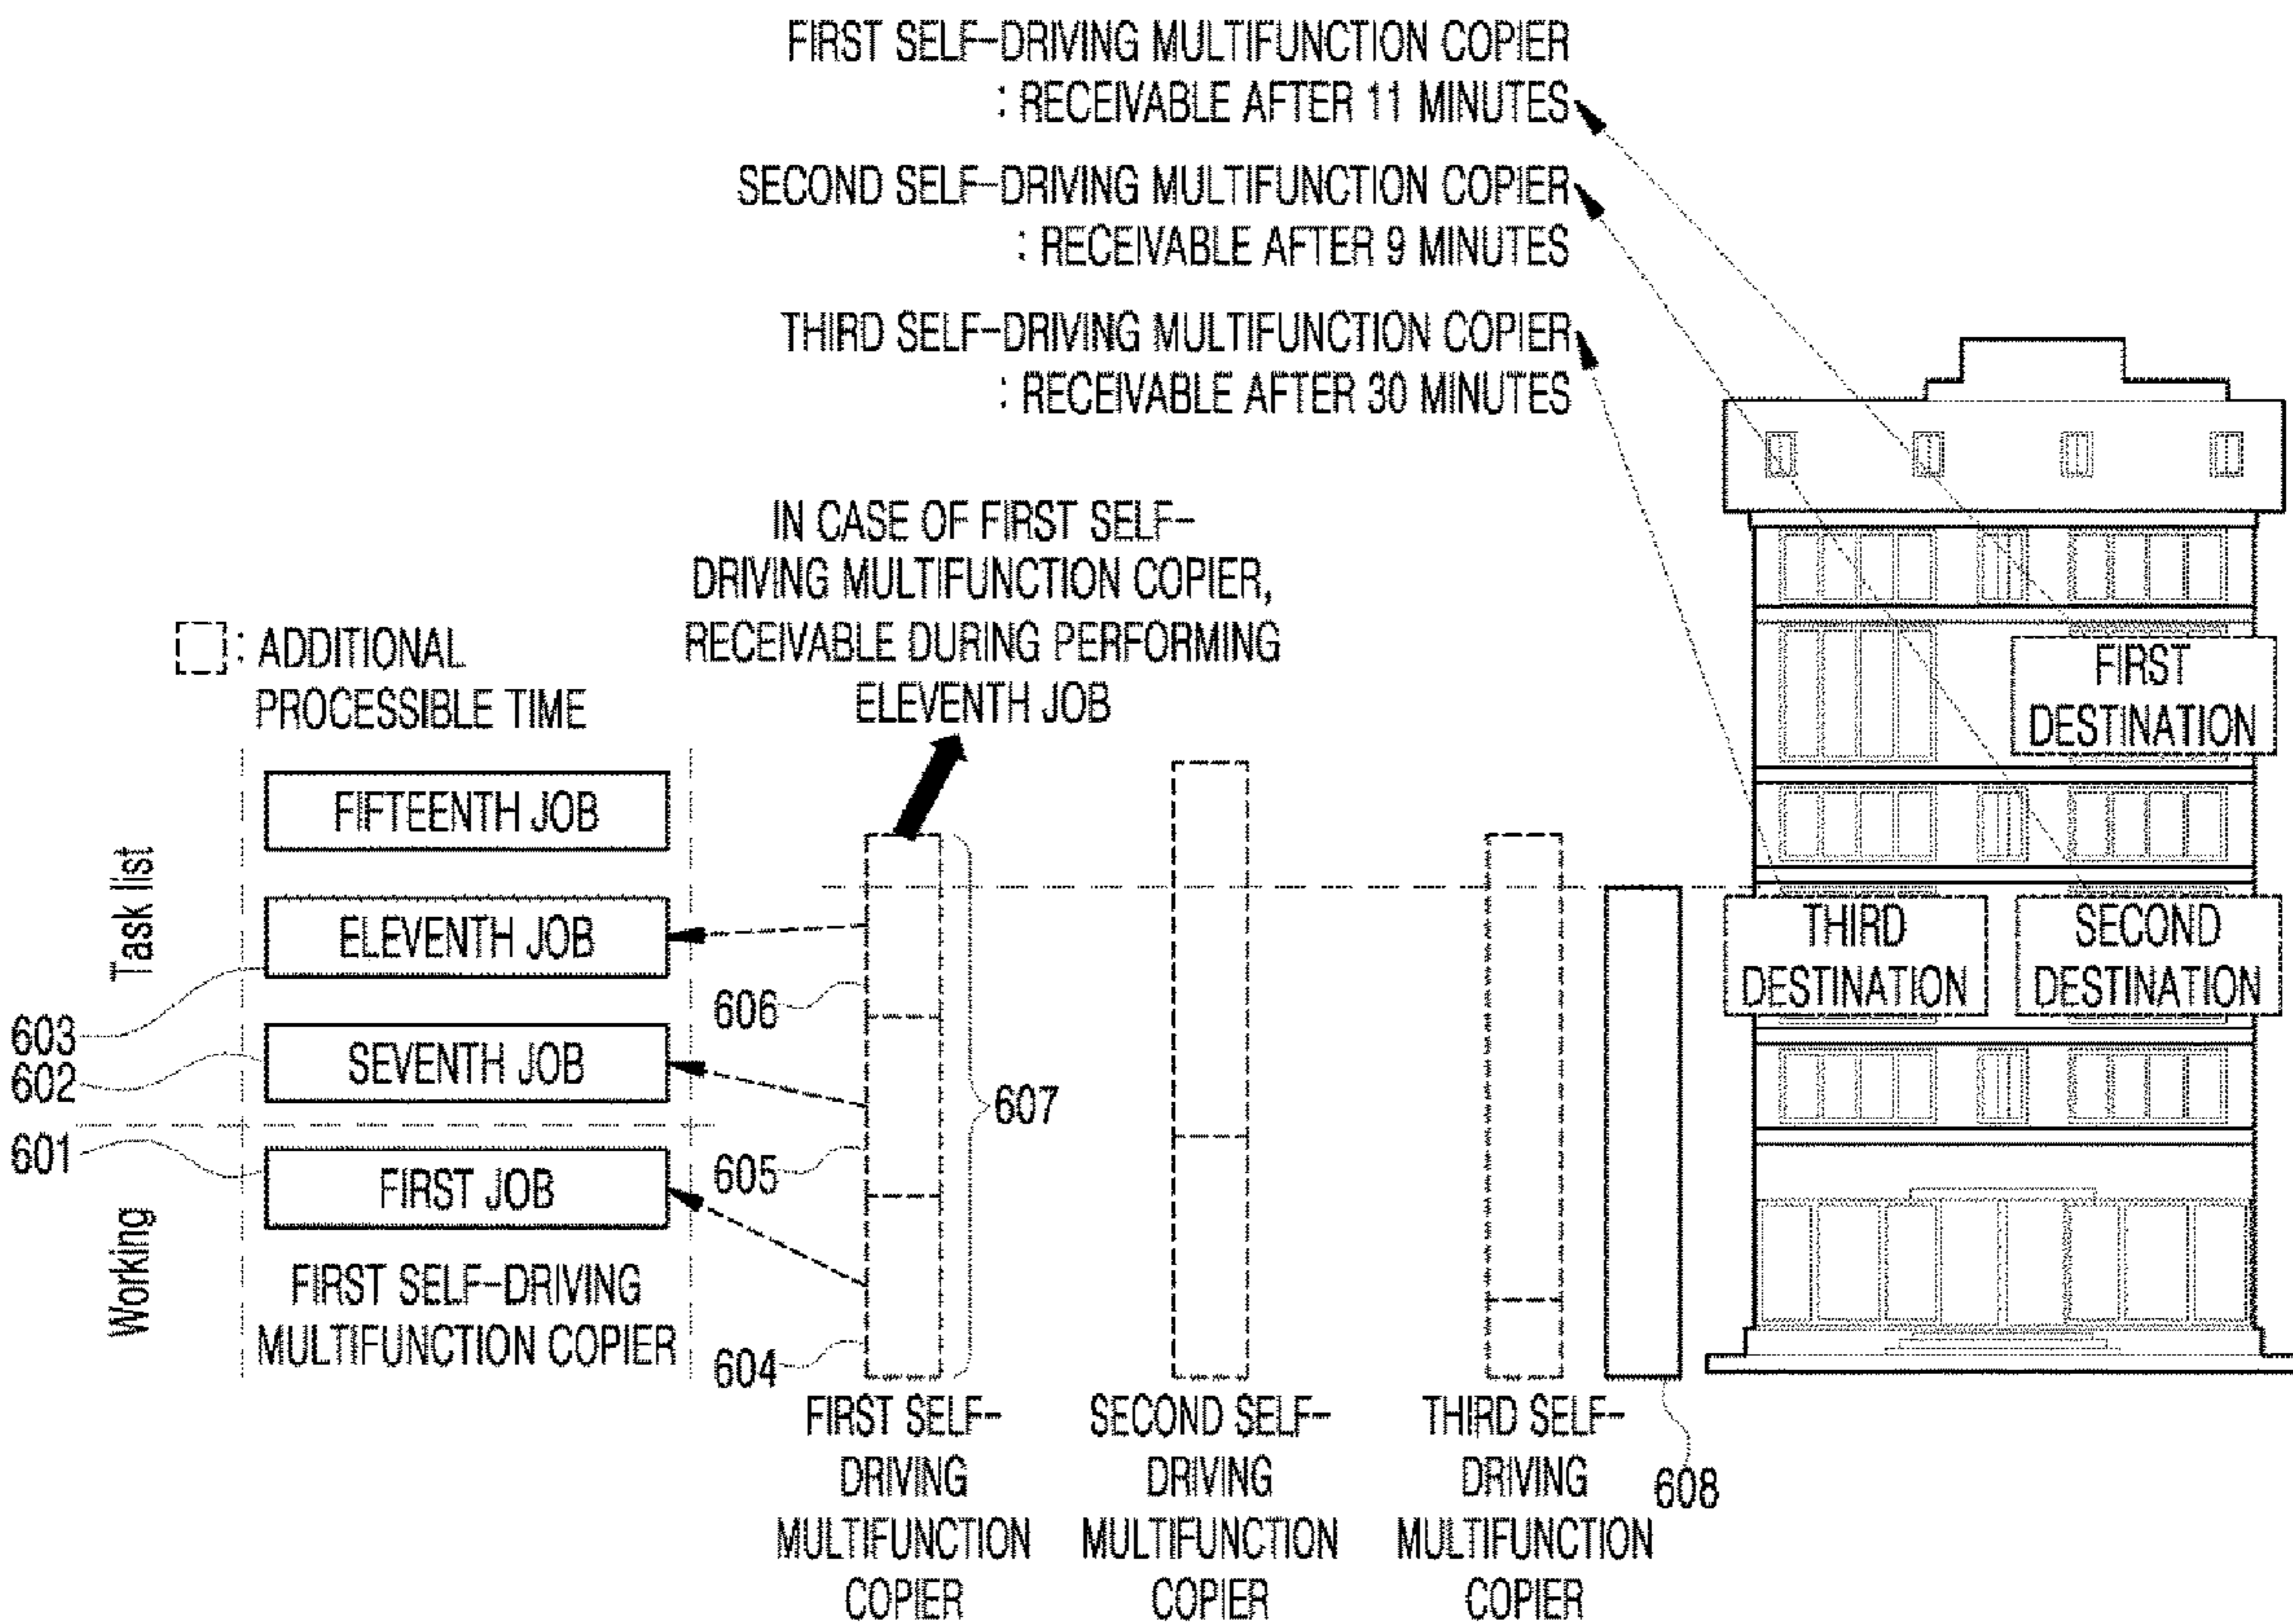 FIRST SELF-DRIVING MULTIFUNCTION COPIER
: RECEIVABLE AFTER 11 MINUTES
SECOND SELF-DRIVING MULTIFUNCTION COPIER
: RECEIVABLE AFTER 9 MINUTES
THIRD SELF-DRIVING MULTIFUNCTION COPIER
: RECEIVABLE AFTER 30 MINUTES
IN CASE OF FIRST SELF-
DRIVING MULTIFUNCTION COPIER,
RECEIVABLE DURING PERFORMING
ELEVENTH JOB
: ADDITIONAL
PROCESSIBLE TIME
Task list
Working
FIFTEENTH JOB
ELEVENTH JOB
SEVENTH JOB
FIRST JOB
FIRST SELF-DRIVING
MULTIFUNCTION COPIER
603
602
601
606
605
604
607
608
FIRST SELF-
DRIVING
MULTIFUNCTION
COPIER
SECOND SELF-
DRIVING
MULTIFUNCTION
COPIER
THIRD SELF-
DRIVING
MULTIFUNCTION
COPIER
FIRST
DESTINATION
THIRD
DESTINATION
SECOND
DESTINATION